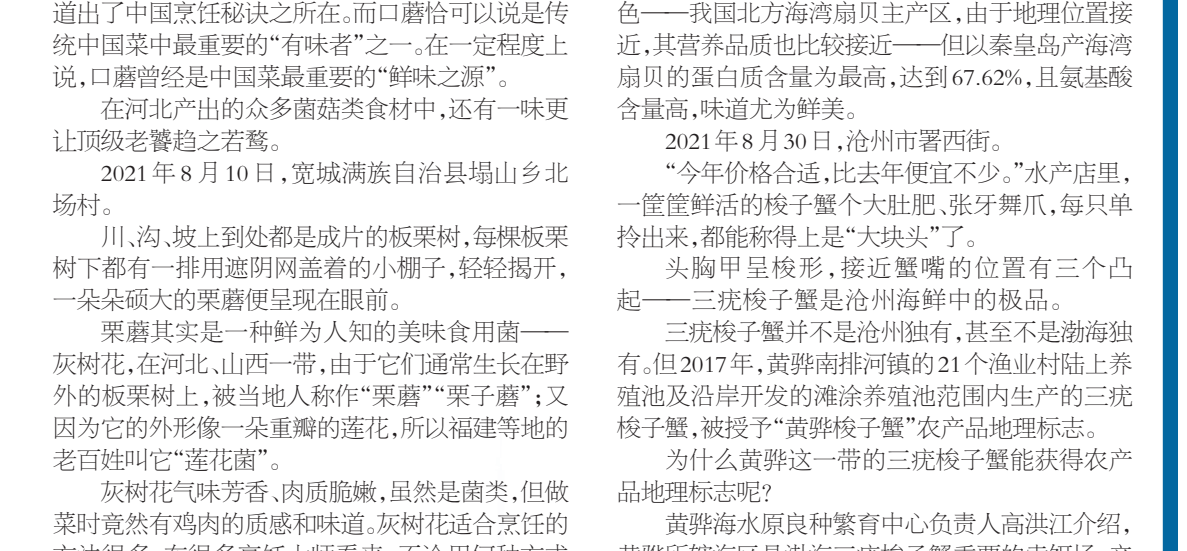 道出了中国烹饪秘诀之所在。而口蘑恰可以说是传
统中国菜中最重要的“有味者”之一。在一定程度上
说,口蘑曾经是中国菜最重要的“鲜味之源”。
在河北产出的众多菌菇类食材中,还有一味更
让顶级老饕趋之若鹜。
2021年8月10日,宽城满族自治县塌山乡北
场村。
川、沟、坡上到处都是成片的板栗树,每棵板栗
树下都有一排用遮阴网盖着的小棚子,轻轻揭开,
一朵朵硕大的栗蘑便呈现在眼前。
栗蘑其实是一种鲜为人知的美味食用菌——
灰树花,在河北、山西一带,由于它们通常生长在野
外的板栗树上,被当地人称作“栗蘑”“栗子蘑”;又
因为它的外形像一朵重瓣的莲花,所以福建等地的
老百姓叫它“莲花菌”。
灰树花气味芳香、肉质脆嫩,虽然是菌类,但做
菜时竟然有鸡肉的质感和味道。灰树花适合烹饪的
色——我国北方海湾扇贝主产区,由于地理位置接
近,其营养品质也比较接近——但以秦皇岛产海湾
扇贝的蛋白质含量为最高,达到67.62%,且氨基酸
含量高,味道尤为鲜美。
2021年8月30日,沧州市署西街。
“今年价格合适,比去年便宜不少。”水产店里,
一筐筐鲜活的梭子蟹个大肚肥、张牙舞爪,每只单
拎出来,都能称得上是“大块头”了。
头胸甲呈梭形,接近蟹嘴的位置有三个凸
起——三疣梭子蟹是沧州海鲜中的极品。
三疣梭子蟹并不是沧州独有,甚至不是渤海独
有。但2017年,黄骅南排河镇的21个渔业村陆上养
殖池及沿岸开发的滩涂养殖池范围内生产的三疣
梭子蟹,被授予“黄骅梭子蟹”农产品地理标志。
为什么黄骅这一带的三疣梭子蟹能获得农产
品地理标志呢?
黄骅海水原良种繁育中心负责人高洪江介绍,